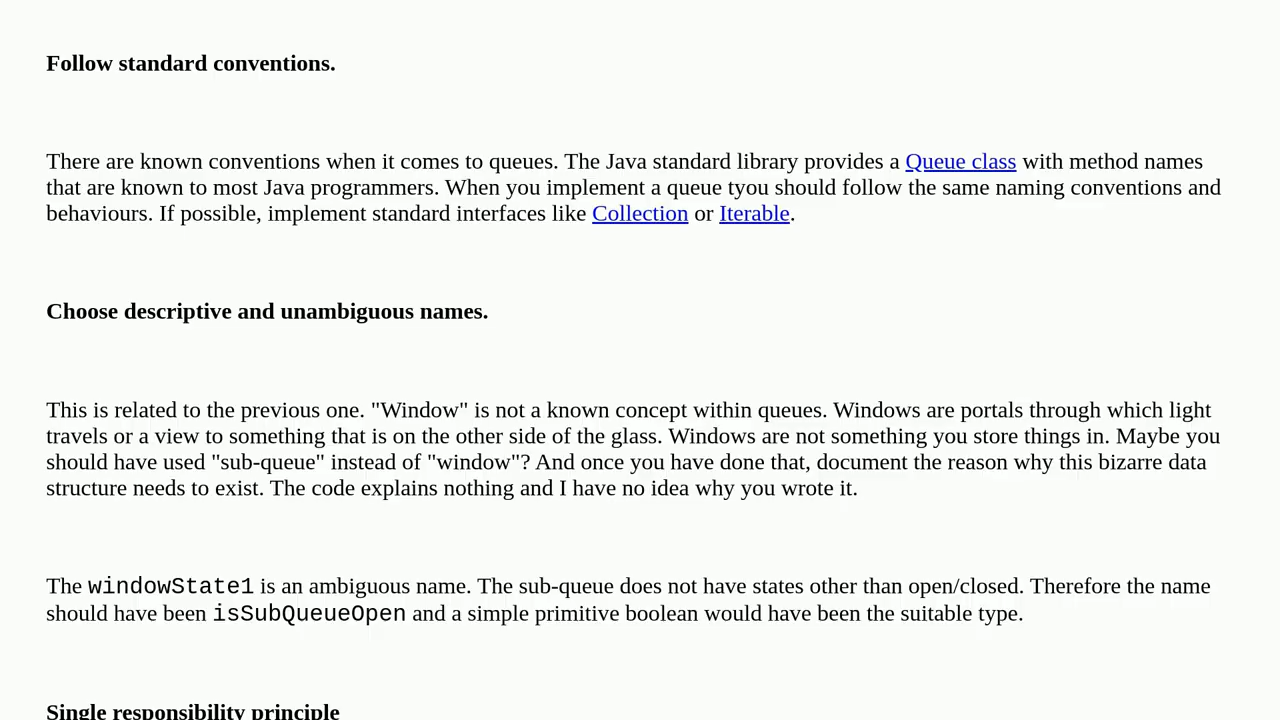 Follow standard conventions.
There are known conventions when it comes to queues. The Java standard library provides a Queue class with method names
that are known to most Java programmers. When you implement a queue tyou should follow the same naming conventions and
behaviours. If possible, implement standard interfaces like Collection or Iterable.
Choose descriptive and unambiguous names.
This is related to the previous one. "Window" is not a known concept within queues. Windows are portals through which light
travels or a view to something that is on the other side of the glass. Windows are not something you store things in. Maybe you
should have used "sub-queue" instead of "window"? And once you have done that, document the reason why this bizarre data
structure needs to exist. The code explains nothing and I have no idea why you wrote it.
The windowState1 is an ambiguous name. The sub-queue does not have states other than open/closed. Therefore the name
should have been isSubQueueOpen and a simple primitive boolean would have been the suitable type.
Single responsibility principle